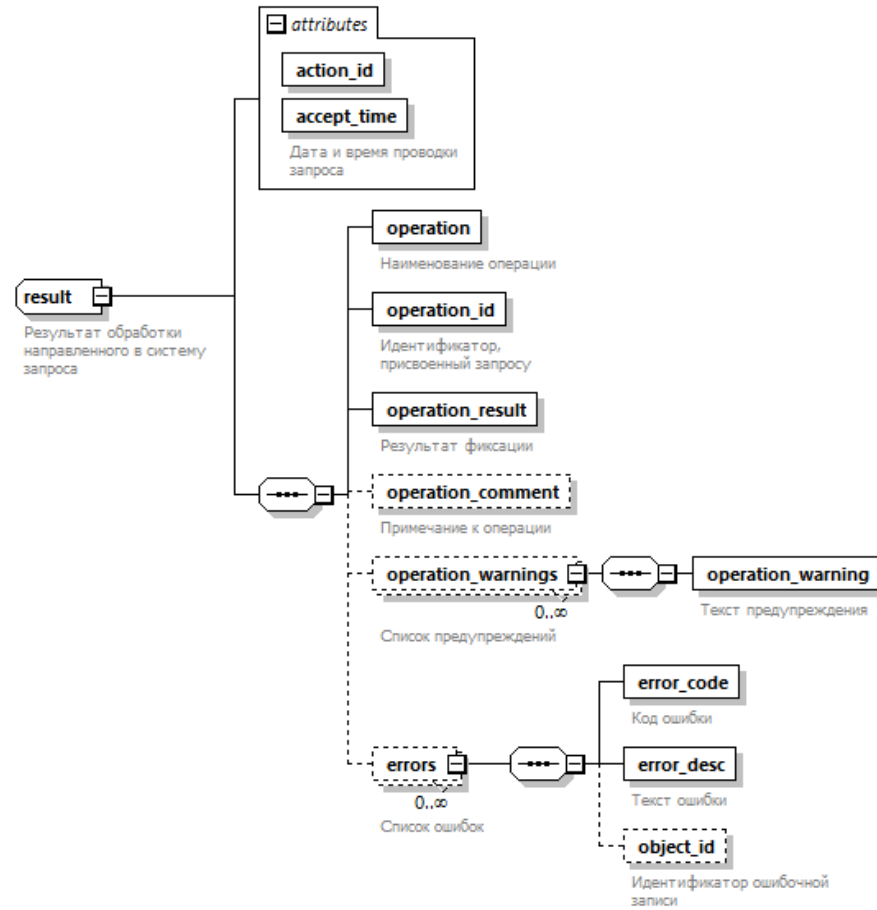 attributes
action_id
accept_time
Дата и время проводки
запроса
operation
Наименование операции
result
Результат обработки
направленного в систему
запроса
operation_id
Идентификатор,
присвоенный запросу
operation_result
Результат фиксации
operation_comment
Примечание к операции
operation_warnings
0..∞
Список предупреждений
operation_warning
Текст предупреждения
errors
0..∞
Список ошибок
error_code
Код ошибки
error_desc
Текст ошибки
object_id
Идентификатор ошибочной
записи